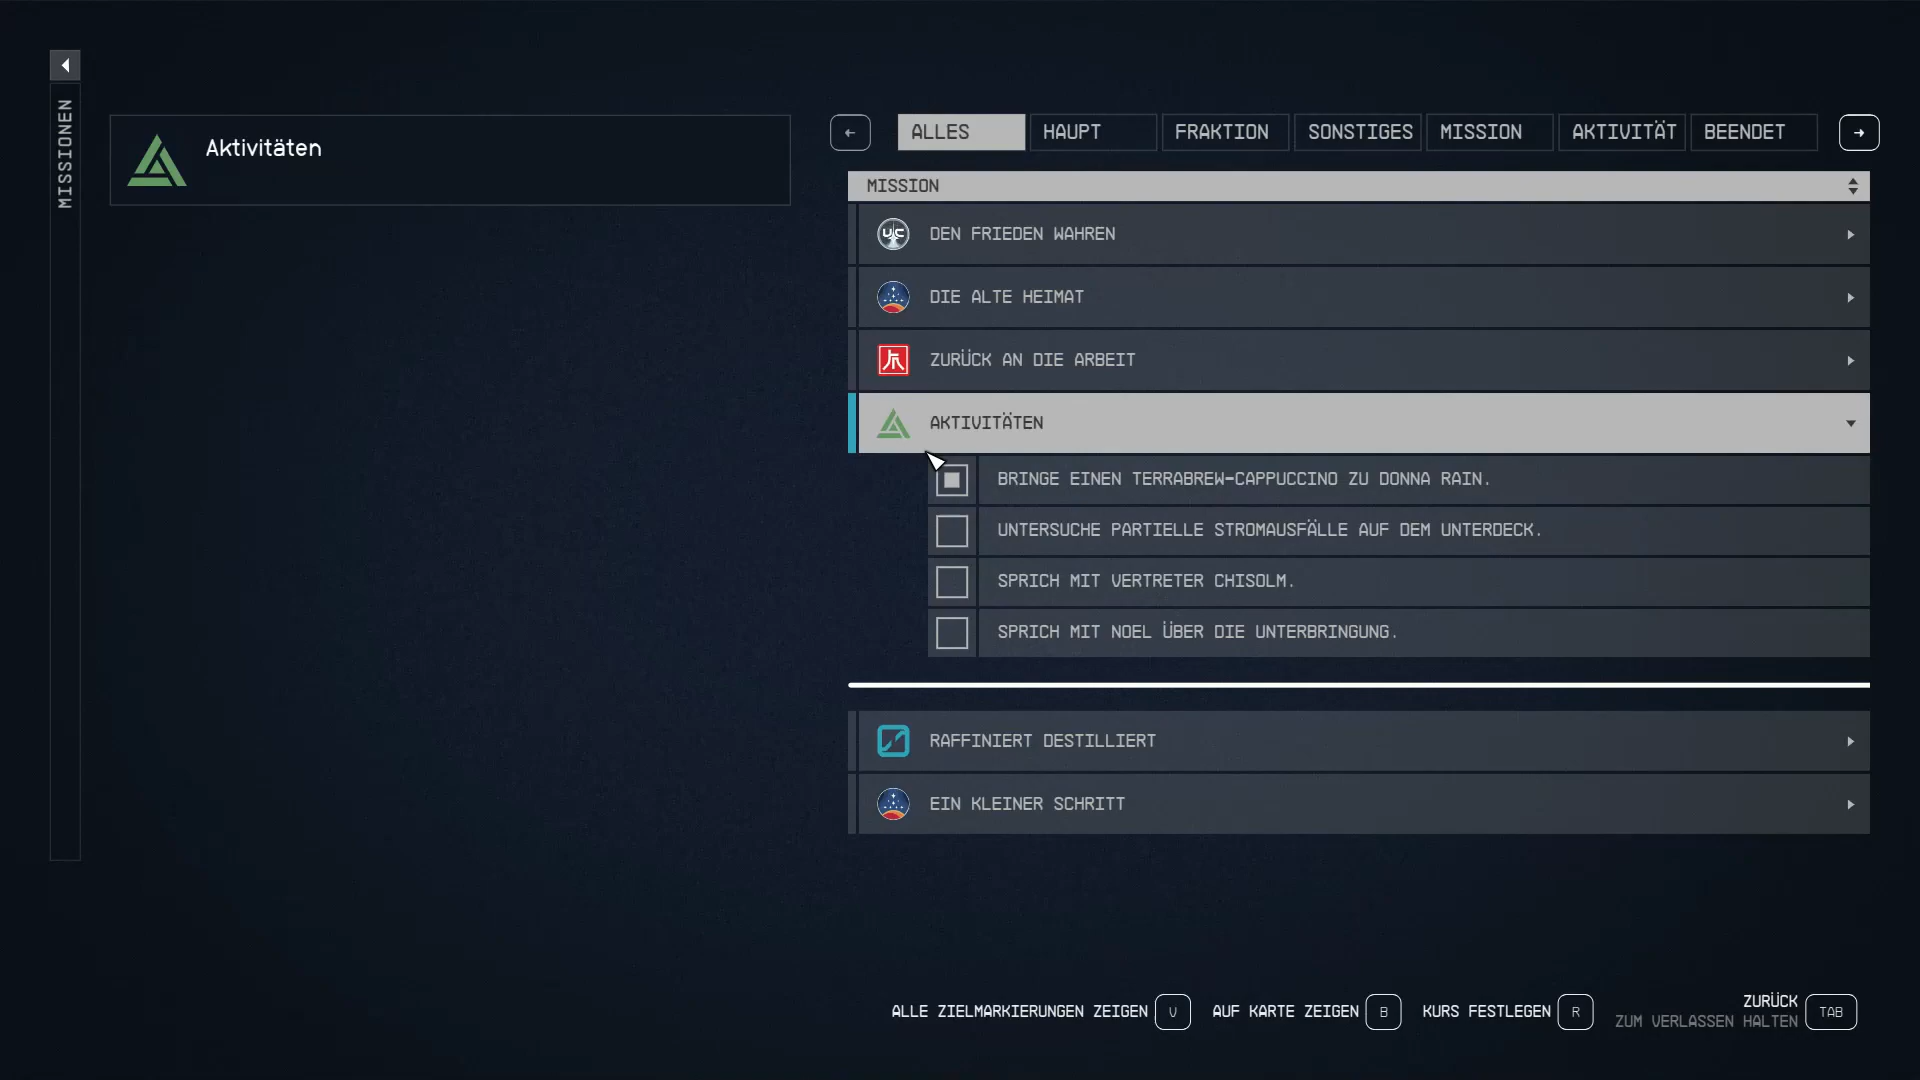 MISSIONEN
Aktivitäten
ALLES
HAUPT
FRAKTION
SONSTIGES
MISSION
AKTIVITÄT
BEENDET
MISSION
DEN FRIEDEN WAHREN
DIE ALTE HEIMAT
ZURÜCK AN DIE ARBEIT
AKTIVITÄTEN
BRINGE EINEN TERRABREW-CAPPUCCINO ZU DONNA RAIN.
UNTERSUCHE PARTIELLE STROMAUSFÄLLE AUF DEM UNTERDECK.
SPRICH MIT VERTRETER CHISOLM.
SPRICH MIT NOEL ÜBER DIE UNTERBRINGUNG.
RAFFINIERT DESTILLIERT
EIN KLEINER SCHRITT
ALLE ZIELMARKIERUNGEN ZEIGEN V
AUF KARTE ZEIGEN B
KURS FESTLEGEN R
ZURÜCK
ZUM VERLASSEN HALTEN TAB